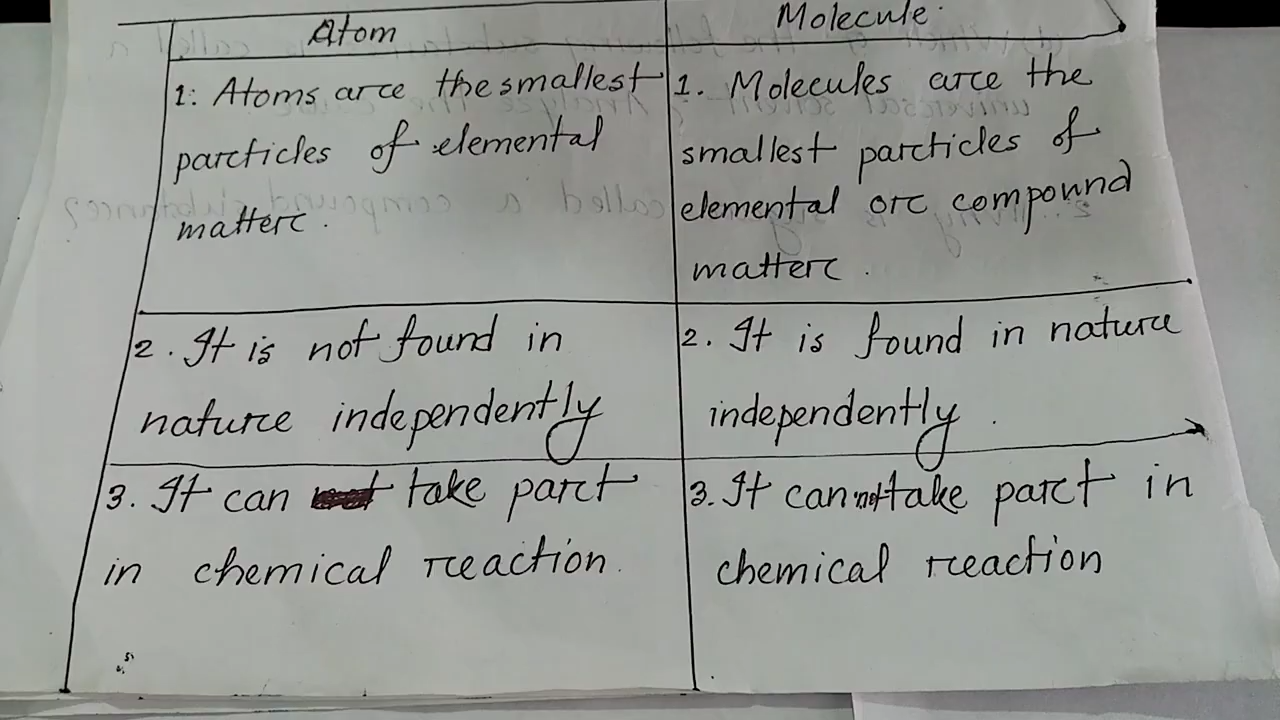 Atom
1: Atoms are the smallest
particles of elemental
matter.
2. It is not found in
nature independently
3. It can take part
in chemical reaction.
Molecule.
1. Molecules are the
smallest particles of
elemental or compound
matter.
2. It is found in nature
independently.
3. It cannot take part in
chemical reaction